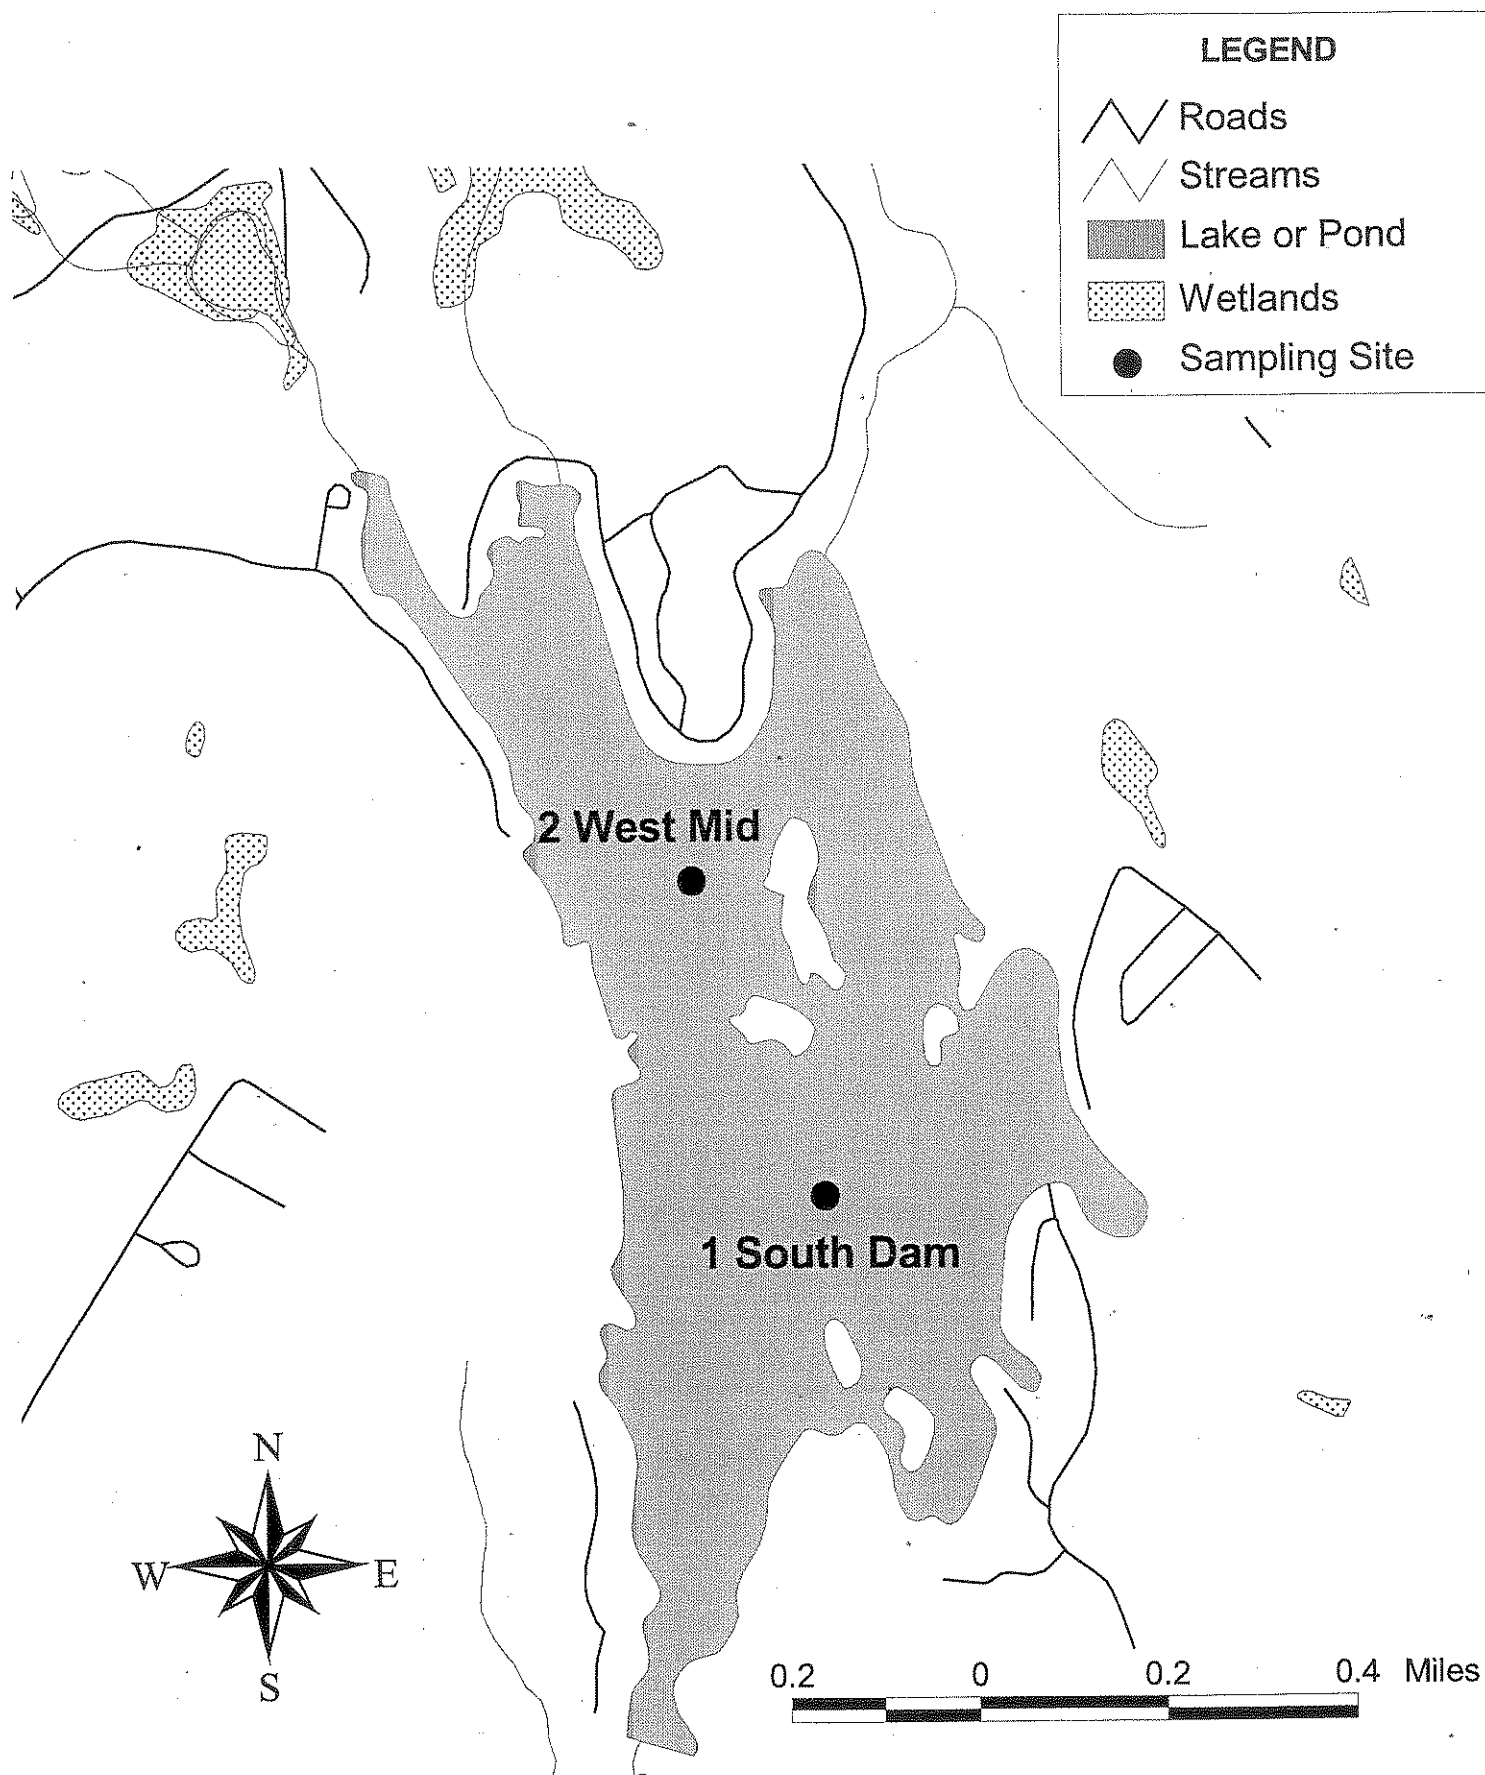 LEGEND
Roads
Streams
Lake or Pond
Wetlands
Sampling Site
2 West Mid
1 South Dam
N
W E
S
0.2 0 0.2 0.4 Miles